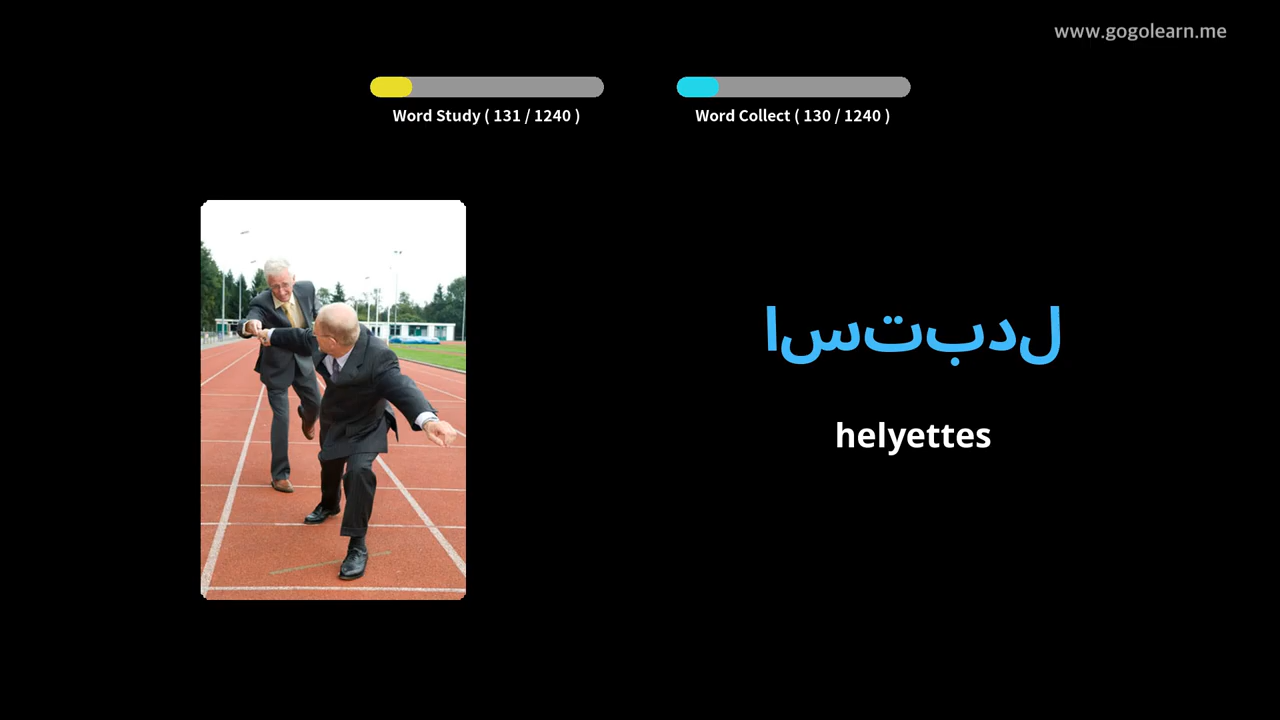 www.gogolearn.me
Word Study ( 131 / 1240 )
Word Collect ( 130 / 1240 )
استبدل
helyettes